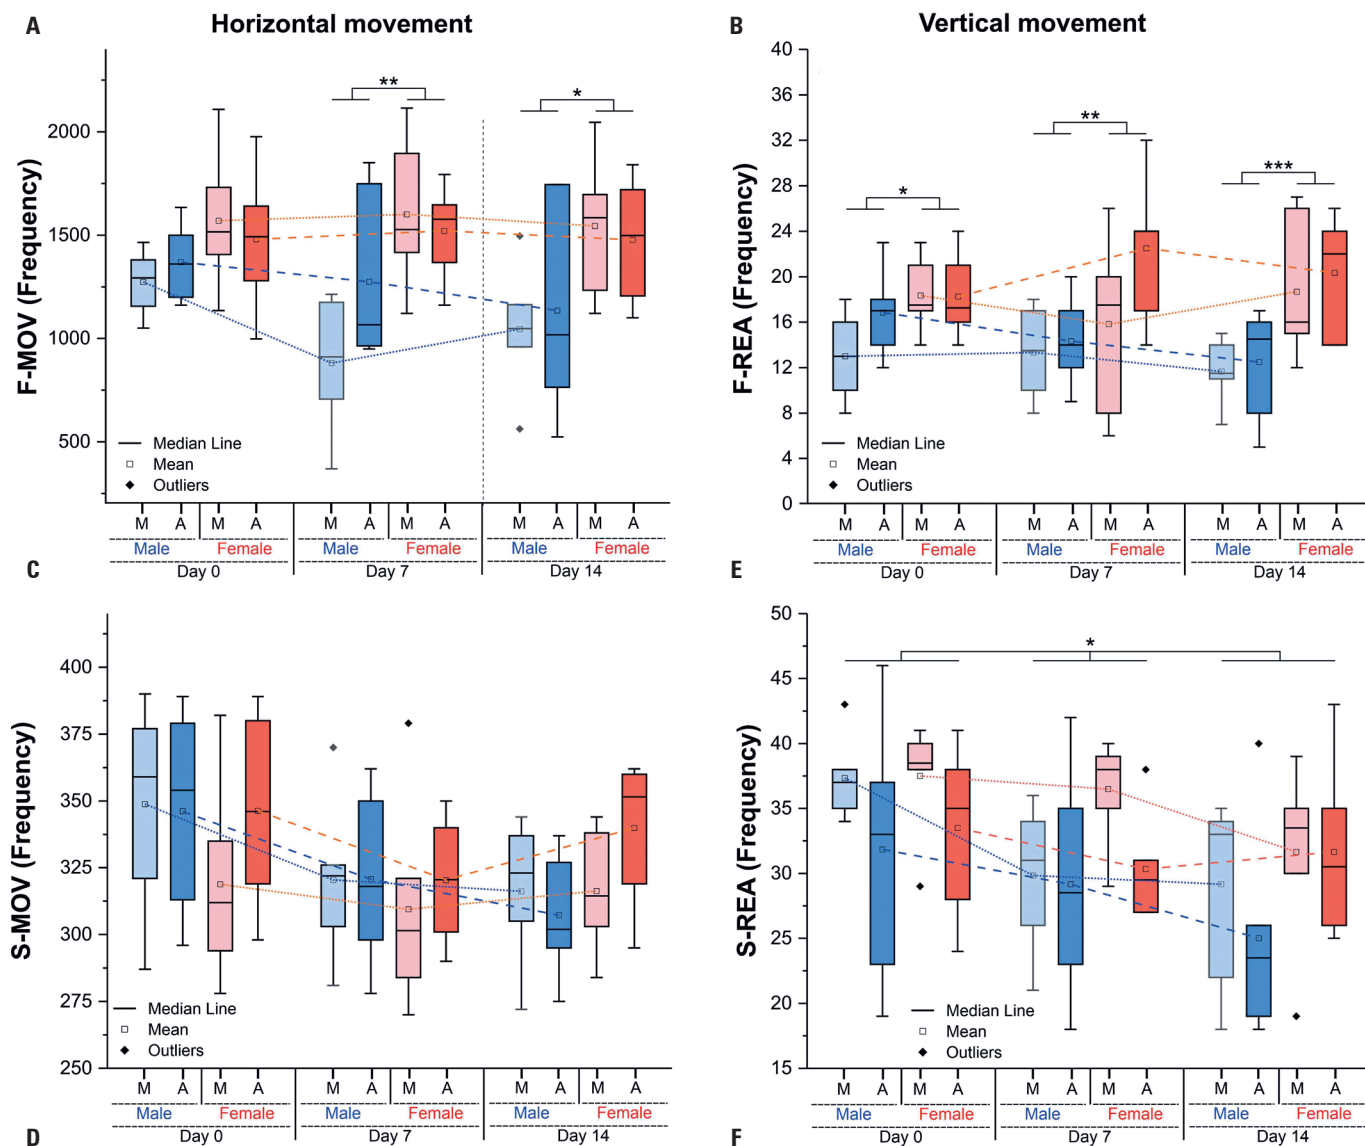 A
Horizontal movement
F-MOV (Frequency)
2000
1500
1000
500
**
*
Median Line
Mean
Outliers
M A M A M A M A M A M A
Male Female Male Female Male Female
Day 0 Day 7 Day 14
B
Vertical movement
F-REA (Frequency)
40
36
32
28
24
20
16
12
8
4
0
*
**
***
Median Line
Mean
Outliers
M A M A M A M A M A M A
Male Female Male Female Male Female
Day 0 Day 7 Day 14
C
S-MOV (Frequency)
400
375
350
325
300
275
250
Median Line
Mean
Outliers
M A M A M A M A M A M A
Male Female Male Female Male Female
Day 0 Day 7 Day 14
E
S-REA (Frequency)
50
45
40
35
30
25
20
15
*
Median Line
Mean
Outliers
M A M A M A M A M A M A
Male Female Male Female Male Female
Day 0 Day 7 Day 14
D
F